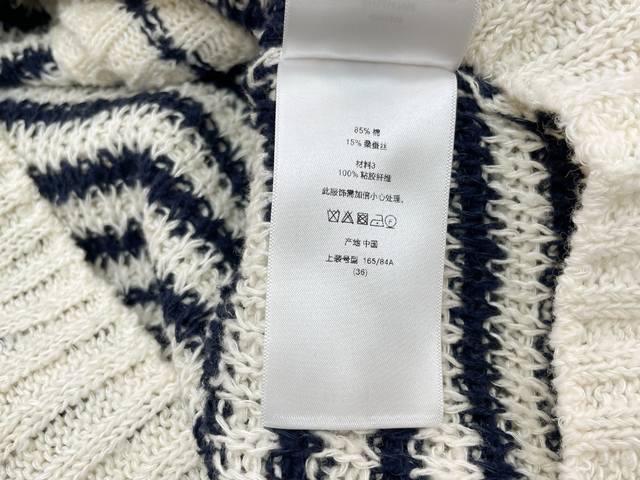 85% 棉
15% 桑蚕丝
材料3
100% 粘胶纤维
此服饰需加倍小心处理。
产地 中国
上装号型 165/84A
(36)